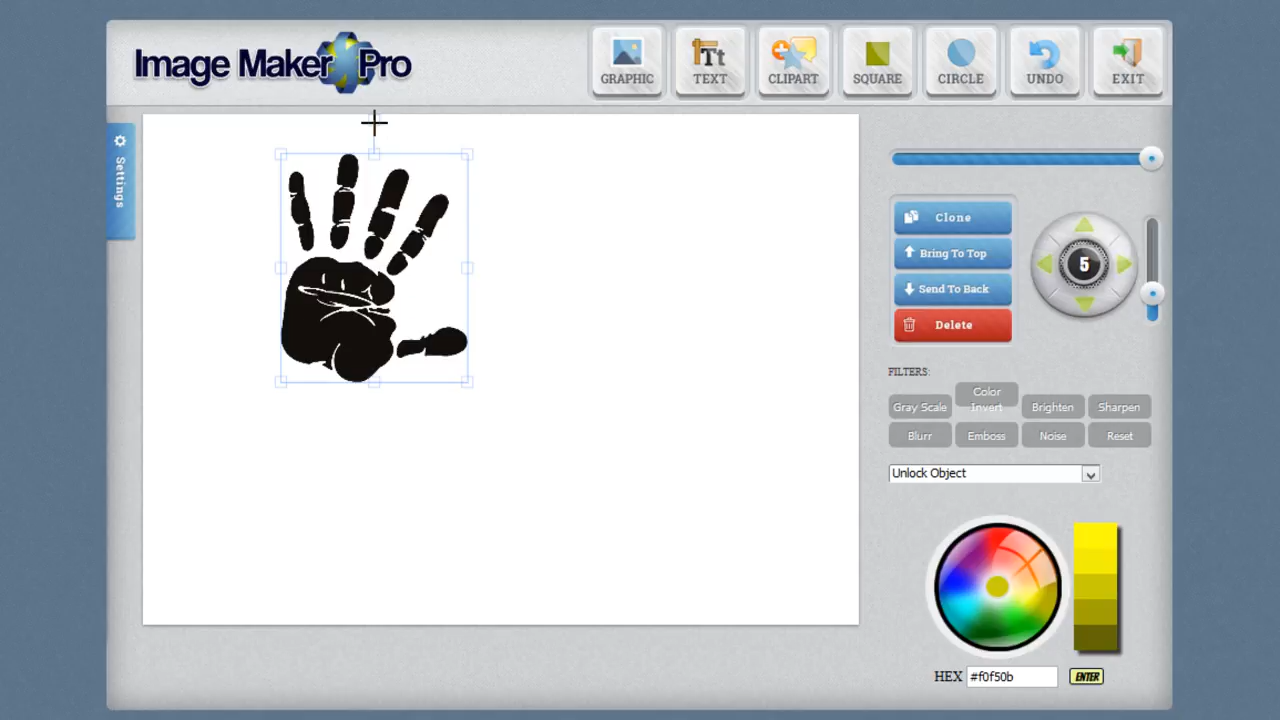 Image Maker Pro
GRAPHIC
TEXT
CLIPART
SQUARE
CIRCLE
UNDO
EXIT
Settings
Clone
Bring To Top
Send To Back
Delete
5
FILTERS:
Gray Scale
Color
Invert
Brighten
Sharpen
Blurr
Emboss
Noise
Reset
Unlock Object
HEX #f0f50b ENTER